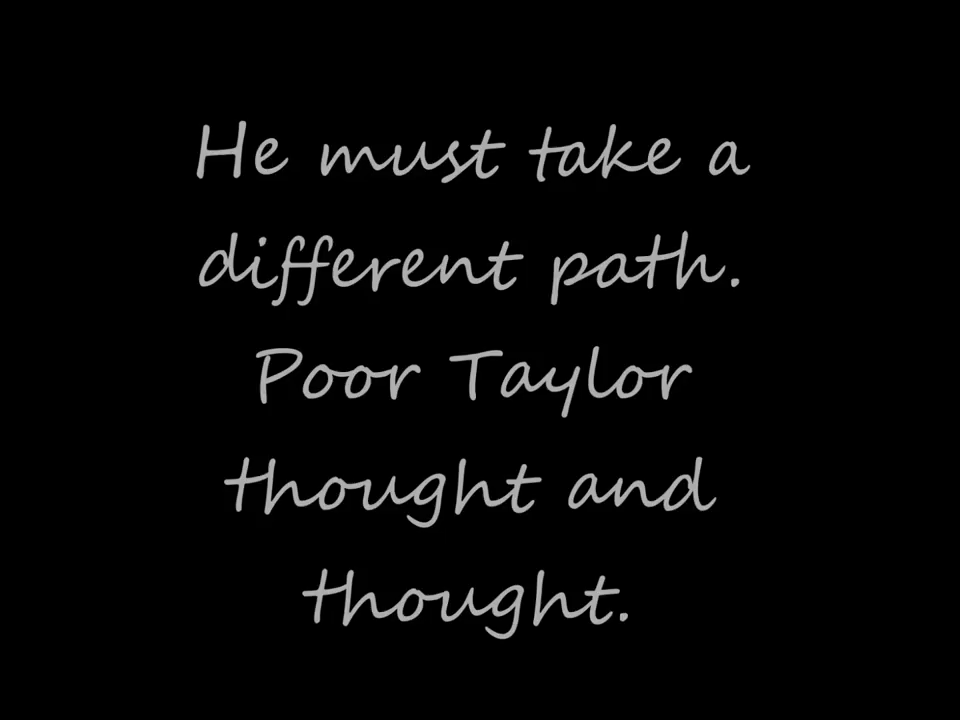 He must take a
different path.
Poor Taylor
thought and
thought.